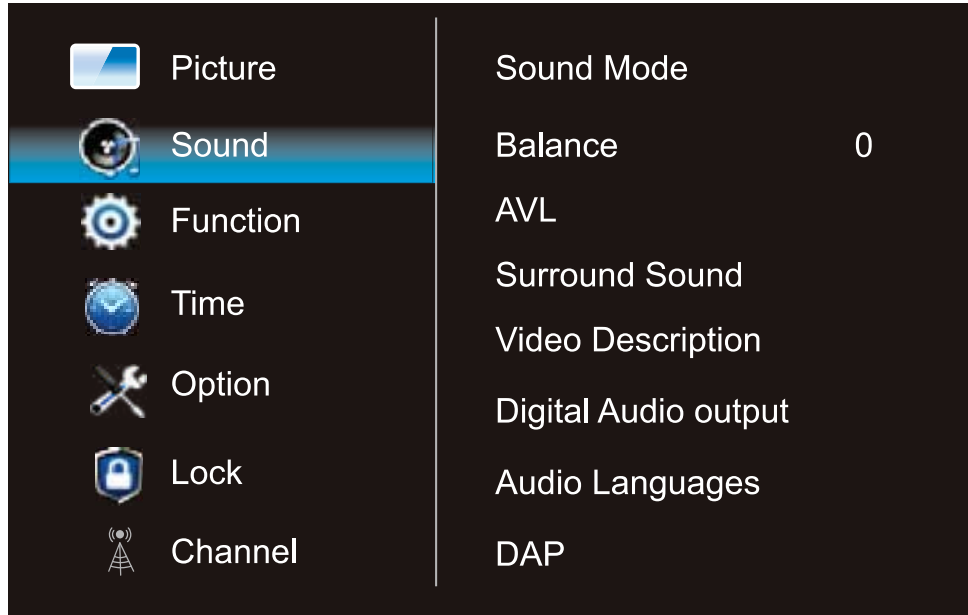 Picture
Sound
Function
Time
Option
Lock
Channel
Sound Mode
Balance 0
AVL
Surround Sound
Video Description
Digital Audio output
Audio Languages
DAP